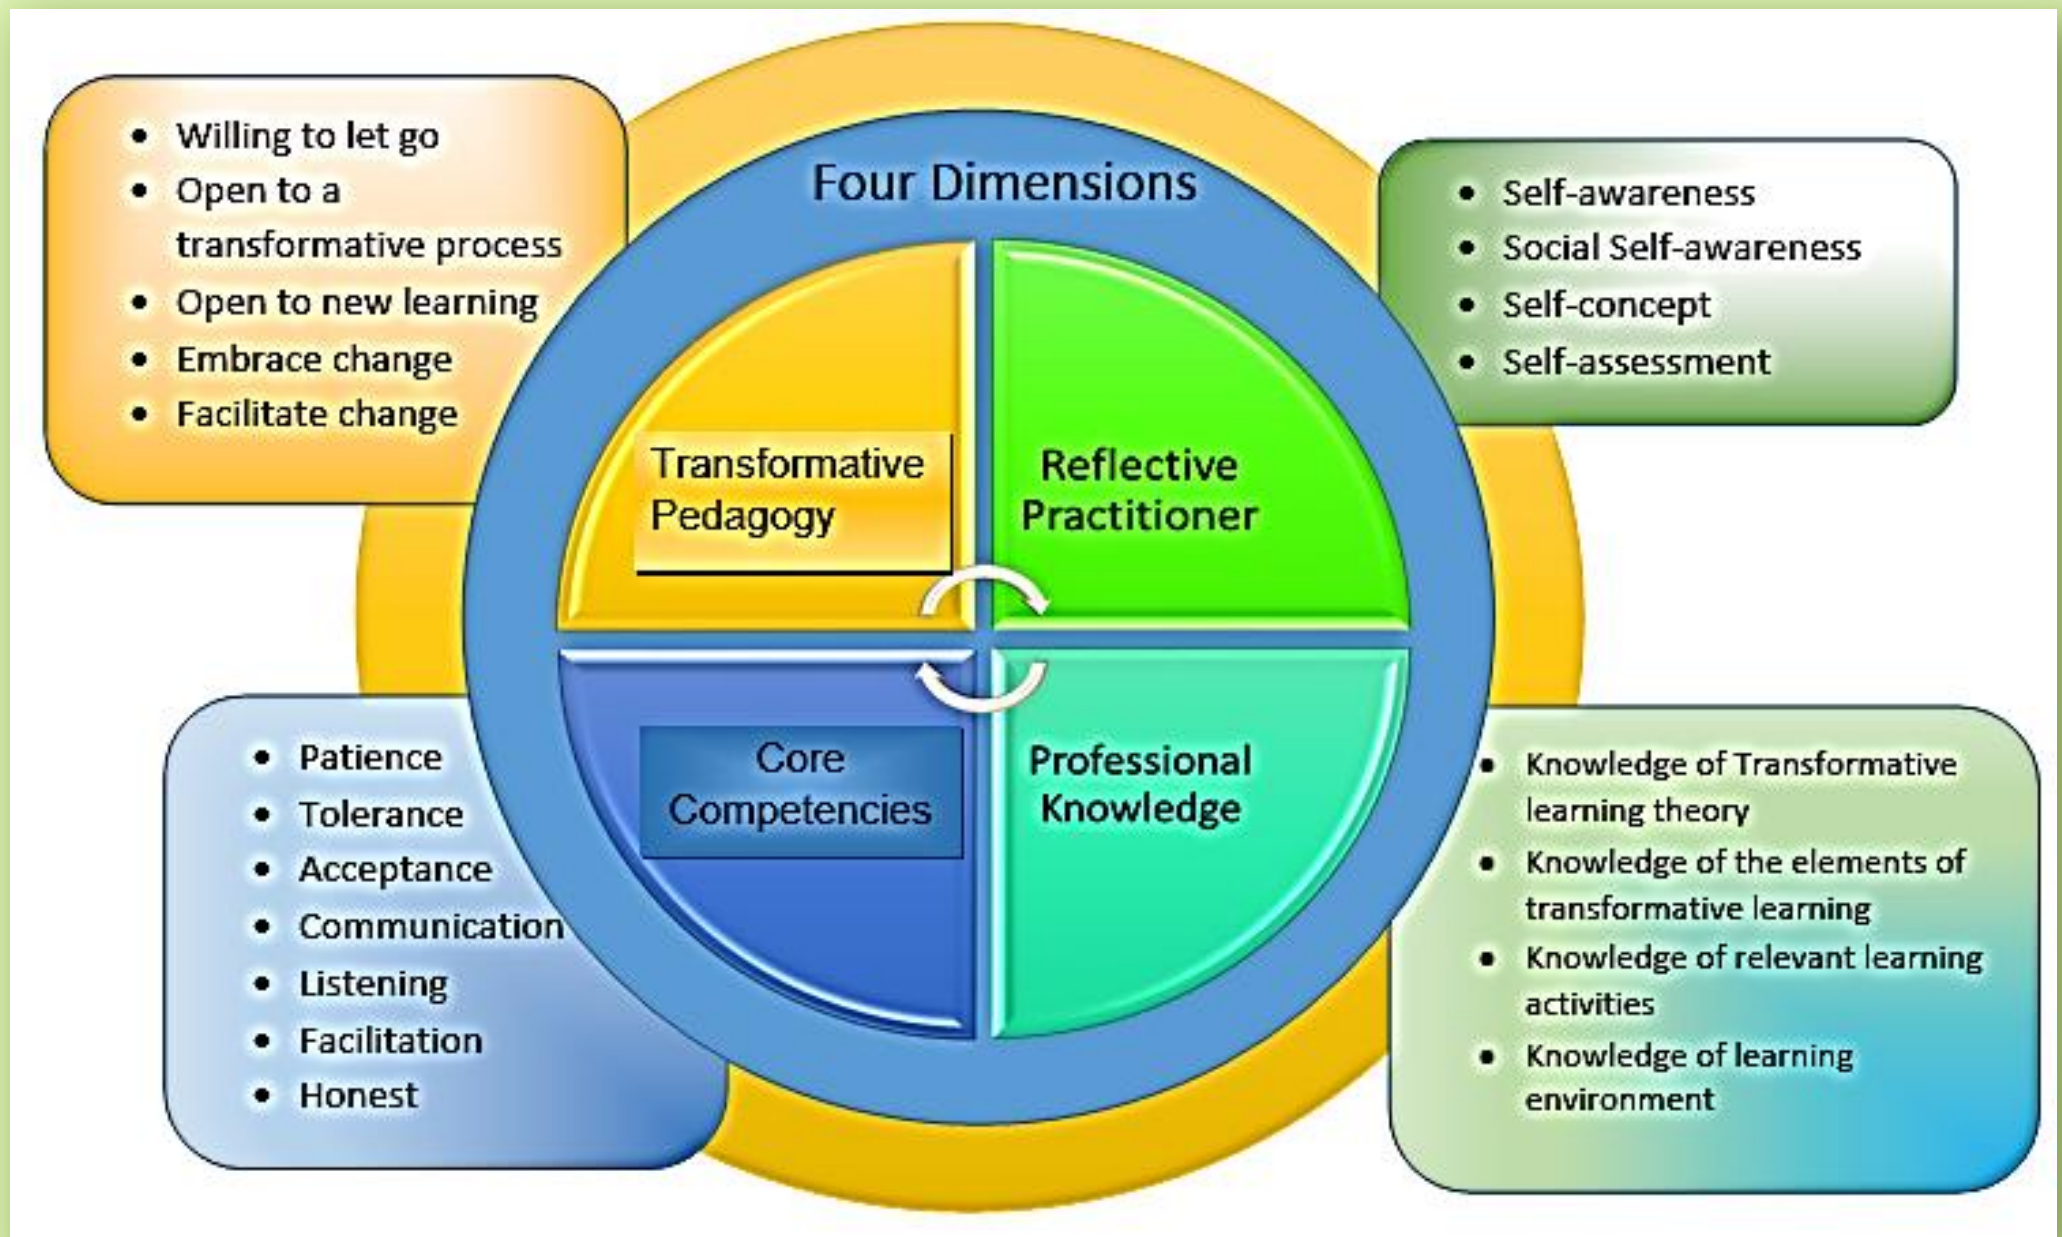 Four Dimensions
• Willing to let go
• Open to a
transformative process
• Open to new learning
• Embrace change
• Facilitate change
• Self-awareness
• Social Self-awareness
• Self-concept
• Self-assessment
Transformative
Pedagogy
Reflective
Practitioner
Core
Competencies
Professional
Knowledge
• Patience
• Tolerance
• Acceptance
• Communication
• Listening
• Facilitation
• Honest
• Knowledge of Transformative
learning theory
• Knowledge of the elements of
transformative learning
• Knowledge of relevant learning
activities
• Knowledge of learning
environment